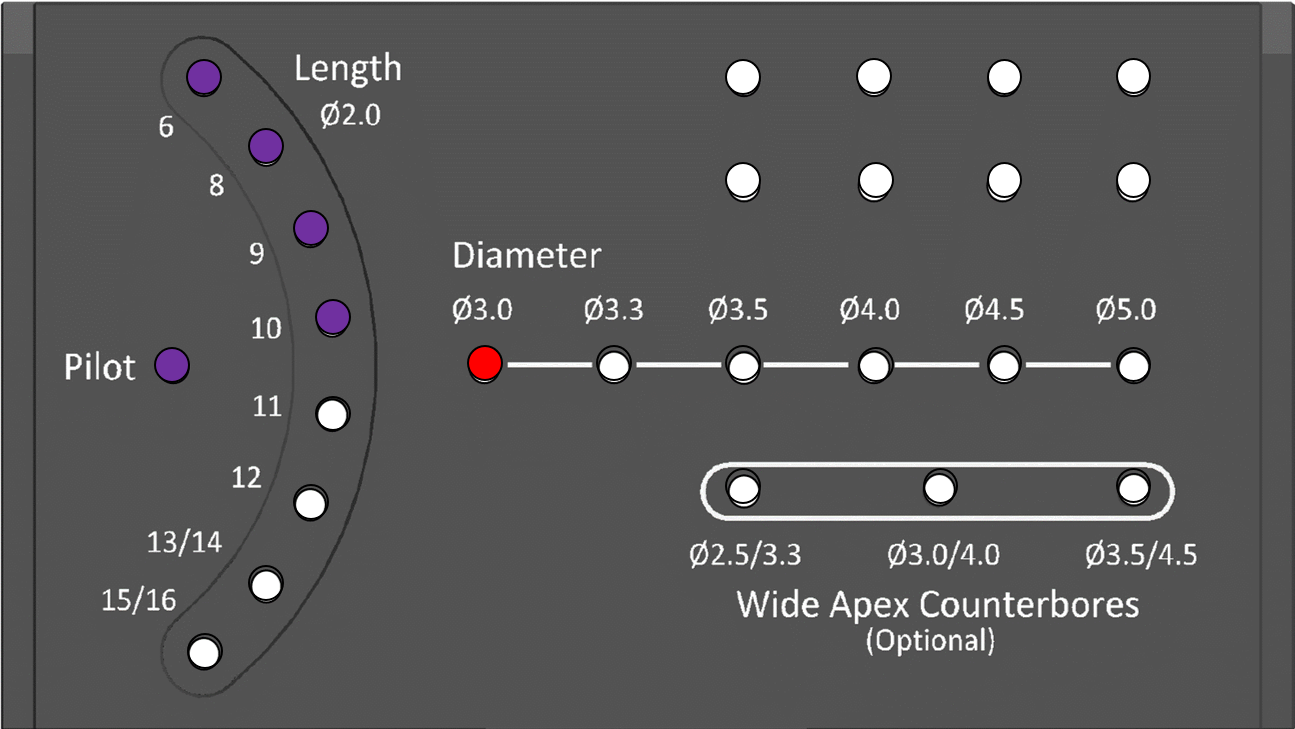 Length
Ø2.0
6
8
9
10
11
12
13/14
15/16
Pilot
Diameter
Ø3.0 Ø3.3 Ø3.5 Ø4.0 Ø4.5 Ø5.0
Ø2.5/3.3 Ø3.0/4.0 Ø3.5/4.5
Wide Apex Counterbores
(Optional)